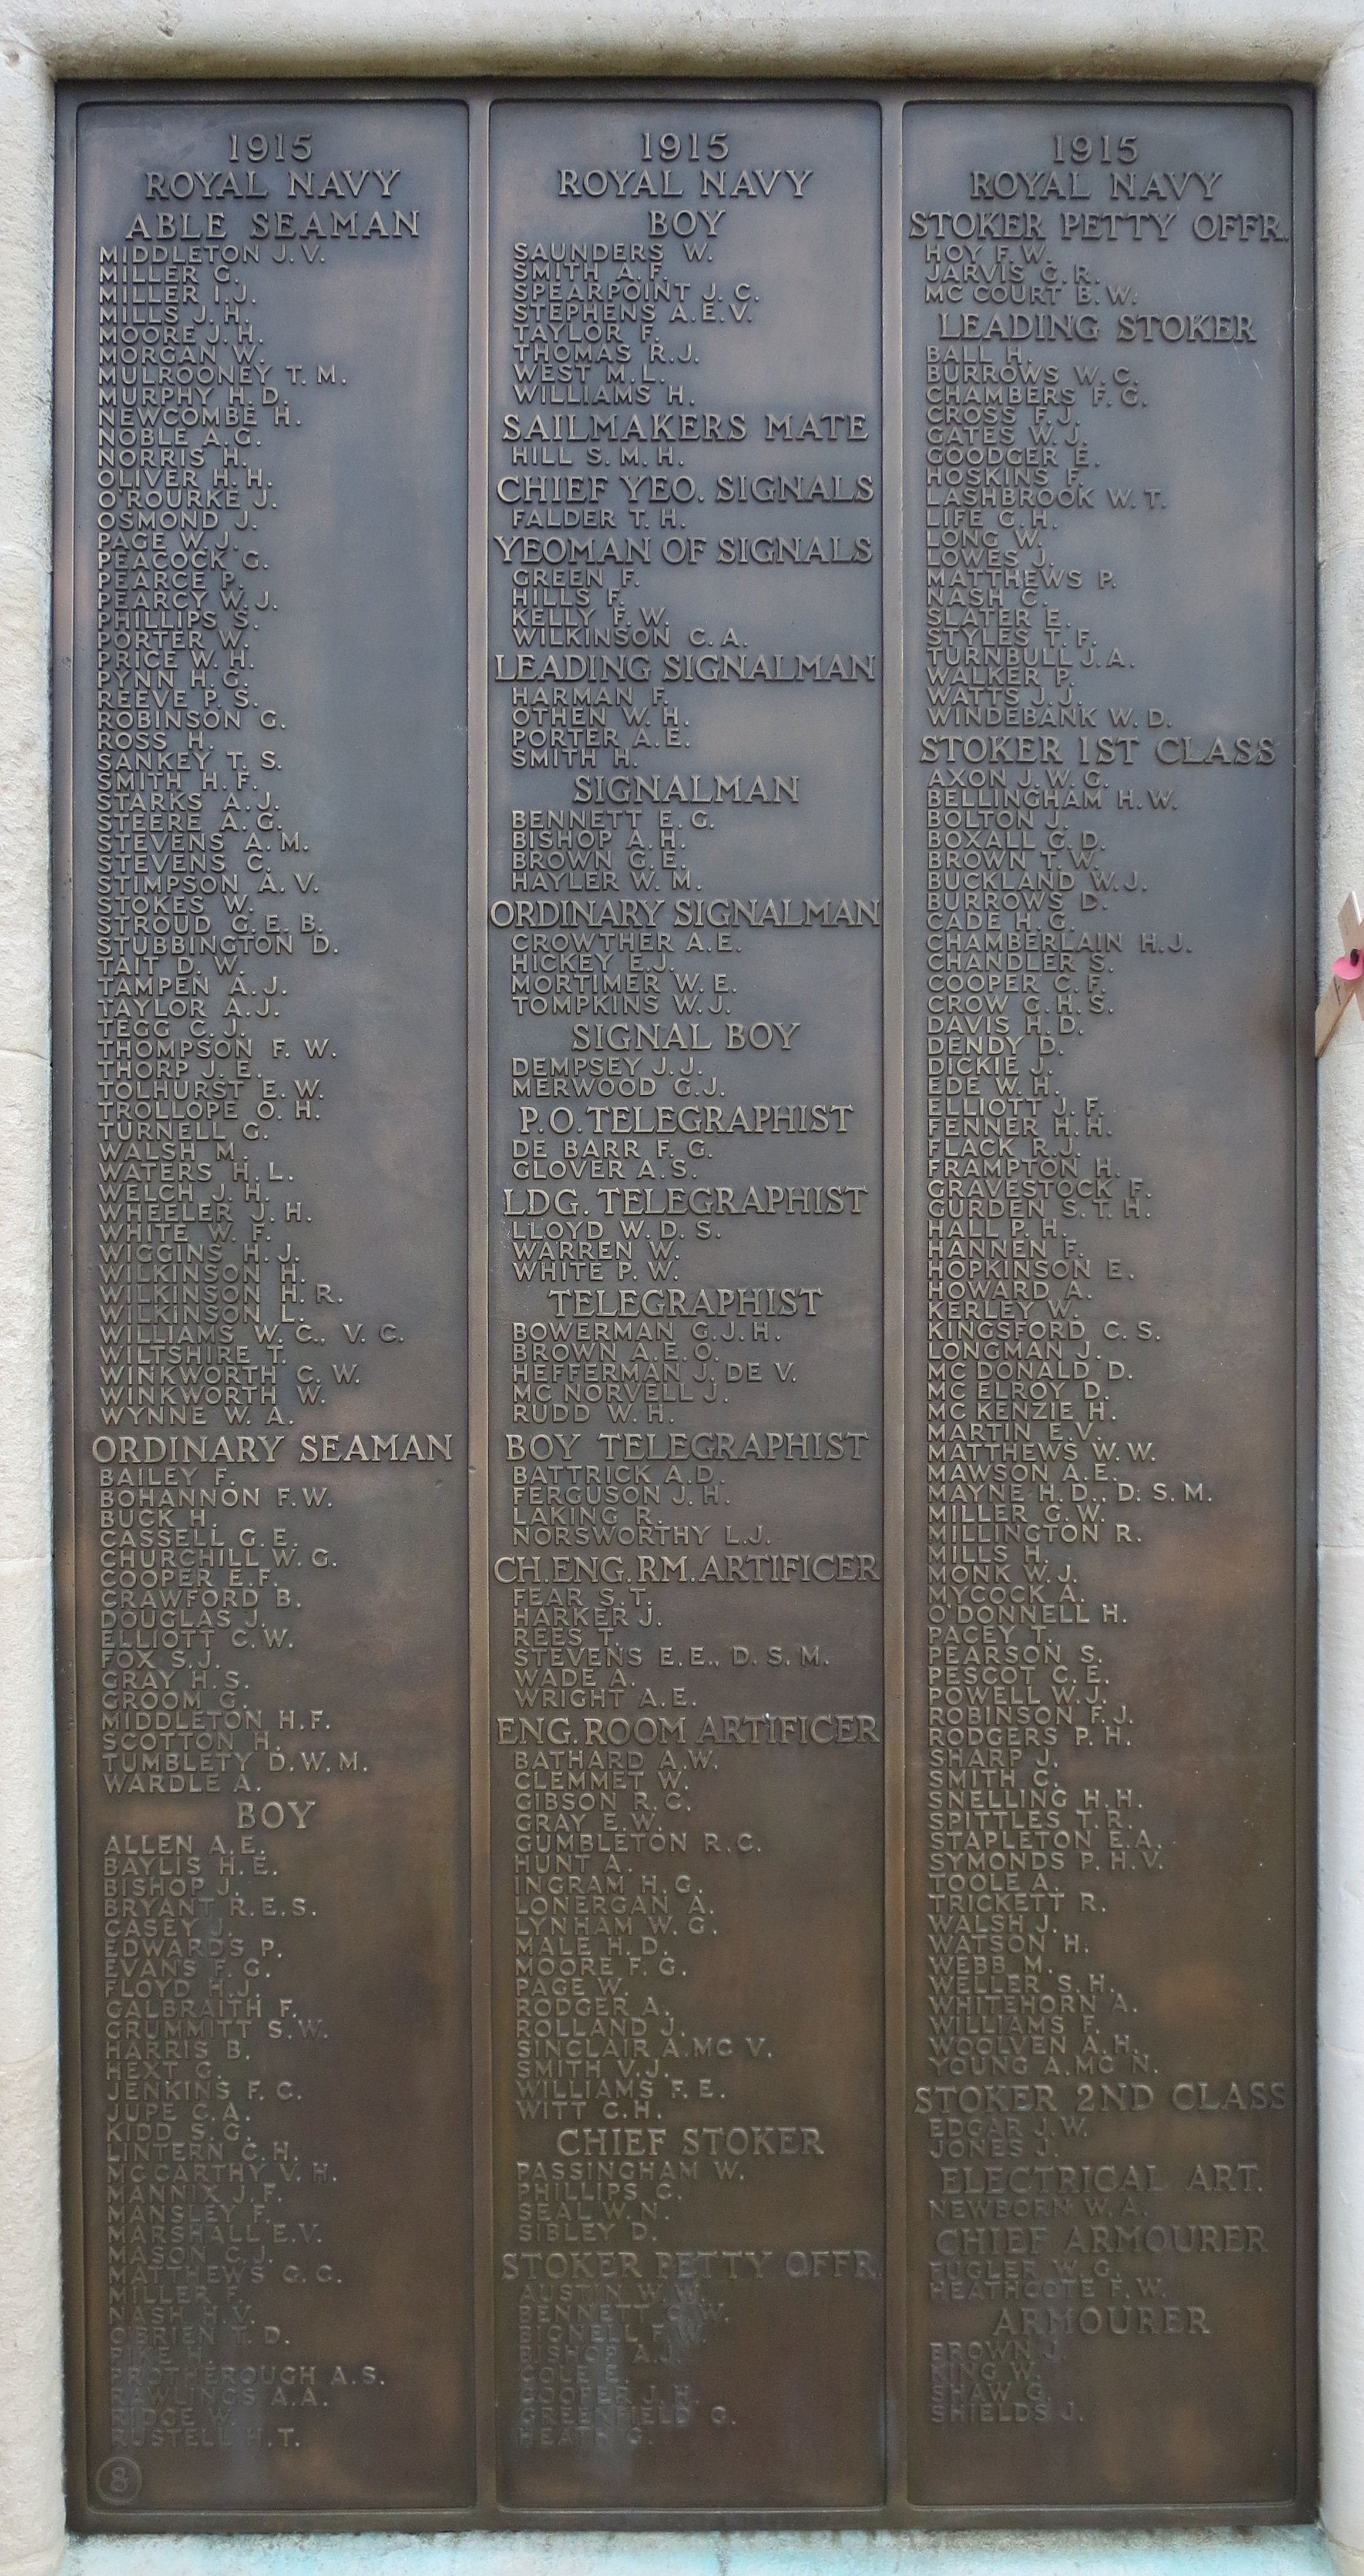 1915
ROYAL NAVY
ABLE SEAMAN
MIDDLETON J.V.
MILLER G.
MILLER I.J.
MILLS J.H.
MOORE J.H.
MORGAN W.
MULROONEY T.M.
MURPHY H.D.
NEWCOMBE H.
NOBLE A.G.
NORRIS H.
OLIVER H.H.
O'ROURKE J.
OSMOND J.
PAGE W.J.
PEACOCK G.
PEARCE P.
PEARCY W.J.
PHILLIPS S.
PORTER W.
PRICE W.H.
PYNN H.G.
REEVE P.S.
ROBINSON G.
ROSS H.
SANKEY T.S.
SMITH H.F.
STARKS A.J.
STEERE A.G.
STEVENS A.M.
STEVENS C.
STIMPSON A.V.
STOKES W.
STROUD G.E.B.
STUBBINGTON D.
TAIT D.W.
TAMPEN A.J.
TAYLOR A.J.
TEGG C.J.
THOMPSON F.W.
THORP J.E.
TOLHURST E.W.
TROLLOPE O.H.
TURNELL G.
WALSH M.
WATERS H.L.
WELCH J.H.
WHEELER J.H.
WHITE W.F.
WIGGINS H.J.
WILKINSON H.
WILKINSON H.R.
WILKINSON L.
WILLIAMS W.C., V.C.
WILTSHIRE T.
WINKWORTH C.W.
WINKWORTH W.
WYNNE W.A.
ORDINARY SEAMAN
BAILEY F.
BOHANNON F.W.
BUCK H.
CASSELL G.E.
CHURCHILL W.G.
COOPER E.F.
CRAWFORD B.
DOUGLAS J.
ELLIOTT C.W.
FOX S.J.
GRAY H.S.
GROOM G.
MIDDLETON H.F.
SCOTTON H.
TUMBLETY D.W.M.
WARDLE A.
BOY
ALLEN A.E.
BAYLIS H.E.
BISHOP J.
BRYANT R.E.S.
CASEY J.
EDWARDS P.
EVANS F.G.
FLOYD H.J.
GALBRAITH F.
GRUMMITT S.W.
HARRIS B.
HEXT G.
JENKINS F.C.
JUPE C.A.
KIDD S.G.
LINTERN C.H.
MCCARTHY V.H.
MANNIX J.F.
MANSLEY F.
MARSHALL E.V.
MASON C.J.
MATTHEWS G.C.
MILLER F.
NASH H.V.
O'BRIEN T.D.
PIKE H.
PROTHEROUGH A.S.
RAWLINGS A.A.
RIDGE W.
RUSTELL H.T.
8
1915
ROYAL NAVY
BOY
SAUNDERS W.
SMITH A.F.
SPEARPOINT J.C.
STEPHENS A.E.V.
TAYLOR F.
THOMAS R.J.
WEST M.L.
WILLIAMS H.
SAILMAKERS MATE
HILL S.M.H.
CHIEF YEO. SIGNALS
FALDER T.H.
YEOMAN OF SIGNALS
GREEN F.
HILLS F.
KELLY F.W.
WILKINSON C.A.
LEADING SIGNALMAN
HARMAN F.
OTHEN W.H.
PORTER A.E.
SMITH H.
SIGNALMAN
BENNETT E.G.
BISHOP A.H.
BROWN G.E.
HAYLER W.M.
ORDINARY SIGNALMAN
CROWTHER A.E.
HICKEY E.J.
MORTIMER W.E.
TOMPKINS W.J.
SIGNAL BOY
DEMPSEY J.J.
MERWOOD G.J.
P.O. TELEGRAPHIST
DE BARR F.G.
GLOVER A.S.
LDG. TELEGRAPHIST
LLOYD W.D.S.
WARREN W.
WHITE P.W.
TELEGRAPHIST
BOWERMAN G.J.H.
BROWN A.E.O.
HEFFERMAN J. DE V.
MC NORVELL J.
RUDD W.H.
BOY TELEGRAPHIST
BATTRICK A.D.
FERGUSON J.H.
LAKING R.
NORSWORTHY L.J.
CH. ENG. RM. ARTIFICER
FEAR S.T.
HARKER J.
REES T.
STEVENS E.E., D.S.M.
WADE A.
WRIGHT A.E.
ENG. ROOM ARTIFICER
BATHARD A.W.
CLEMMET W.
GIBSON R.C.
GRAY E.W.
GUMBLETON R.C.
HUNT A.
INGRAM H.G.
LONERGAN A.
LYNHAM W.G.
MALE H.D.
MOORE F.G.
PAGE W.
RODGER A.
ROLLAND J.
SINCLAIR A.MC V.
SMITH V.J.
WILLIAMS F.E.
WITT C.H.
CHIEF STOKER
PASSINGHAM W.
PHILLIPS C.
SEAL W.N.
SIBLEY D.
STOKER PETTY OFFR.
AUSTIN W.W.
BENNETT G.W.
BIGNELL F.W.
BISHOP A.J.
COLE E.
COOPER J.H.
GREENFIELD G.
HEATH G.
1915
ROYAL NAVY
STOKER PETTY OFFR.
HOY F.W.
JARVIS G.R.
MC COURT B.W.
LEADING STOKER
BALL H.
BURROWS W.C.
CHAMBERS F.G.
CROSS F.J.
GATES W.J.
GOODGER E.
HOSKINS F.
LASHBROOK W.T.
LIFE G.H.
LONG W.
LOWES J.
MATTHEWS P.
NASH C.
SLATER E.
STYLES T.F.
TURNBULL J.A.
WALKER P.
WATTS J.J.
WINDEBANK W.D.
STOKER 1ST CLASS
AXON J.W.G.
BELLINGHAM H.W.
BOLTON J.
BOXALL G.D.
BROWN T.W.
BUCKLAND W.J.
BURROWS D.
CADE H.G.
CHAMBERLAIN H.J.
CHANDLER S.
COOPER C.F.
CROW G.H.S.
DAVIS H.D.
DENDY D.
DICKIE J.
EDE W.H.
ELLIOTT J.F.
FENNER H.H.
FLACK R.J.
FRAMPTON H.
GRAVESTOCK F.
GURDEN S.T.H.
HALL P.H.
HANNEN F.
HOPKINSON E.
HOWARD A.
KERLEY W.
KINGSFORD C.S.
LONGMAN J.
MC DONALD D.
MC ELROY D.
MC KENZIE H.
MARTIN E.V.
MATTHEWS W.W.
MAWSON A.E.
MAYNE H.D., D.S.M.
MILLER G.W.
MILLINGTON R.
MILLS H.
MONK W.J.
MYCOCK A.
O'DONNELL H.
PACEY T.
PEARSON S.
PESCOT C.E.
POWELL W.J.
ROBINSON F.J.
RODGERS P.H.
SHARP J.
SMITH C.
SNELLING H.H.
SPITTLES T.R.
STAPLETON E.A.
SYMONDS P.H.V.
TOOLE A.
TRICKETT R.
WALSH J.
WATSON H.
WEBB M.
WELLER S.H.
WHITEHORN A.
WILLIAMS F.
WOOLVEN A.H.
YOUNG A.MC N.
STOKER 2ND CLASS
EDGAR J.W.
JONES J.
ELECTRICAL ART.
NEWBORN W.A.
CHIEF ARMOURER
FUGLER W.G.
HEATHCOTE F.W.
ARMOURER
BROWN J.
KING W.
SHAW G.
SHIELDS J.